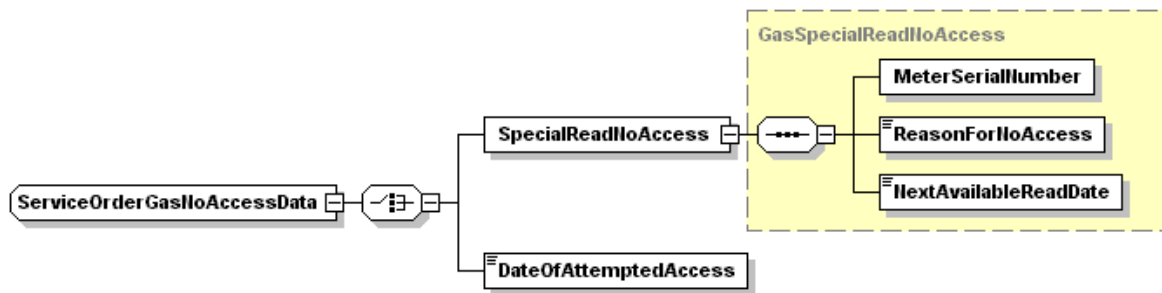 GasSpecialReadNoAccess
MeterSerialNumber
SpecialReadNoAccess
ReasonForNoAccess
NextAvailableReadDate
ServiceOrderGasNoAccessData
DateOfAttemptedAccess